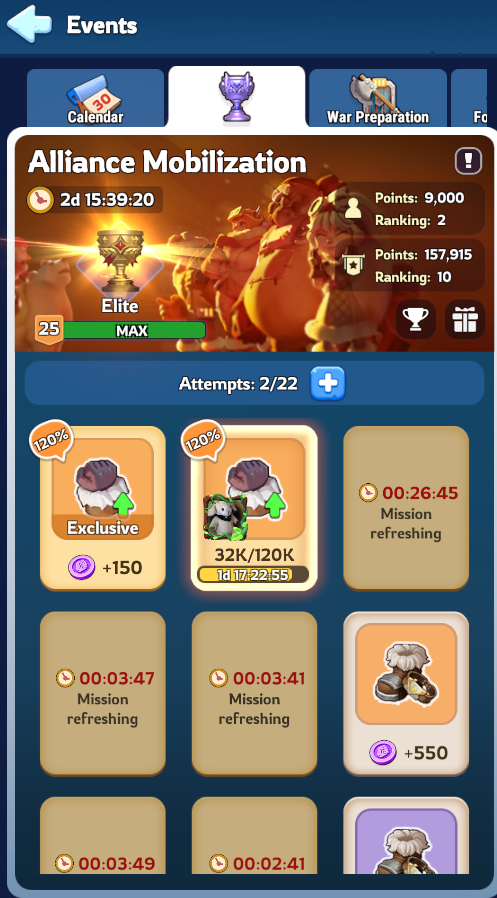 Events
30
Calendar
War Preparation
Fo
Alliance Mobilization
!
2d 15:39:20
Points: 9,000
Ranking: 2
Points: 157,915
Ranking: 10
Elite
25
MAX
Attempts: 2/22
120%
120%
00:26:45
Mission
refreshing
Exclusive
+150
32K/120K
1d 17:22:55
00:03:47
Mission
refreshing
00:03:41
Mission
refreshing
+550
00:03:49
00:02:41